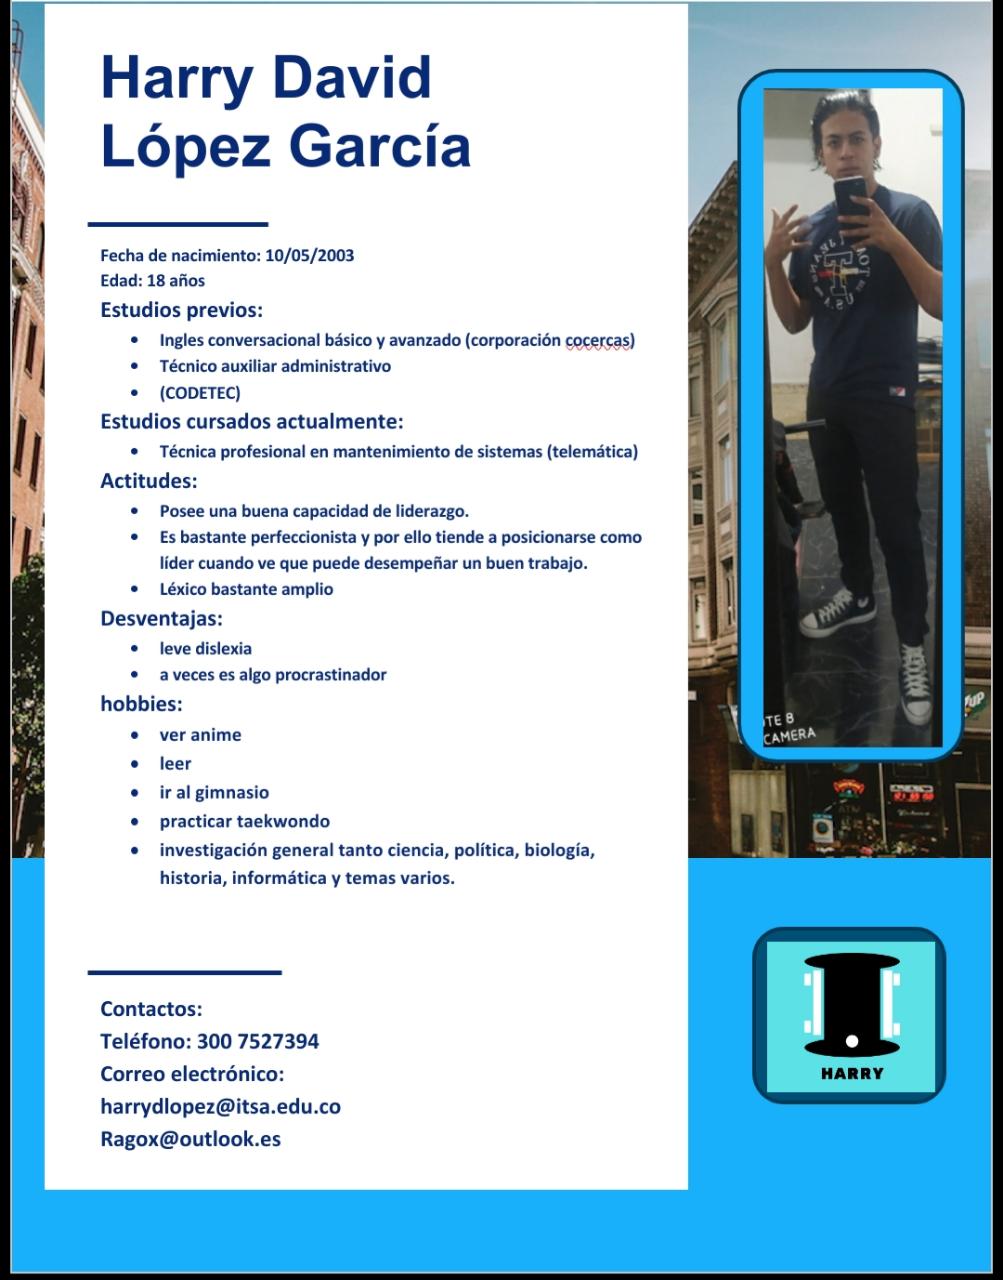 Harry David
López García
Fecha de nacimiento: 10/05/2003
Edad: 18 años
Estudios previos:
• Ingles conversacional básico y avanzado (corporación cocercas)
• Técnico auxiliar administrativo
• (CODETEC)
Estudios cursados actualmente:
• Técnica profesional en mantenimiento de sistemas (telemática)
Actitudes:
• Posee una buena capacidad de liderazgo.
• Es bastante perfeccionista y por ello tiende a posicionarse como
líder cuando ve que puede desempeñar un buen trabajo.
• Léxico bastante amplio
Desventajas:
• leve dislexia
• a veces es algo procrastinador
hobbies:
• ver anime
• leer
• ir al gimnasio
• practicar taekwondo
• investigación general tanto ciencia, política, biología,
historia, informática y temas varios.
Contactos:
Teléfono: 300 7527394
Correo electrónico:
harrydlopez@itsa.edu.co
Ragox@outlook.es
TE 8
CAMERA
UP
ATM
HARRY